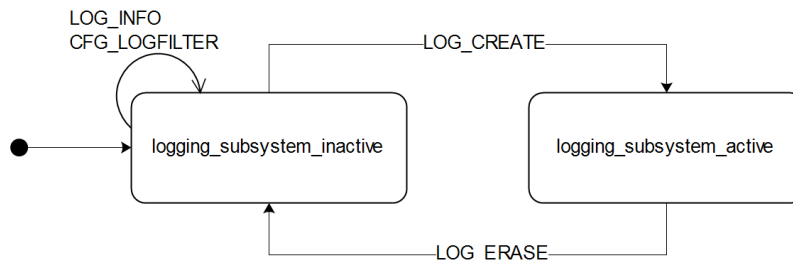 LOG_INFO
CFG_LOGFILTER
LOG_CREATE
logging_subsystem_inactive
logging_subsystem_active
LOG_ERASE